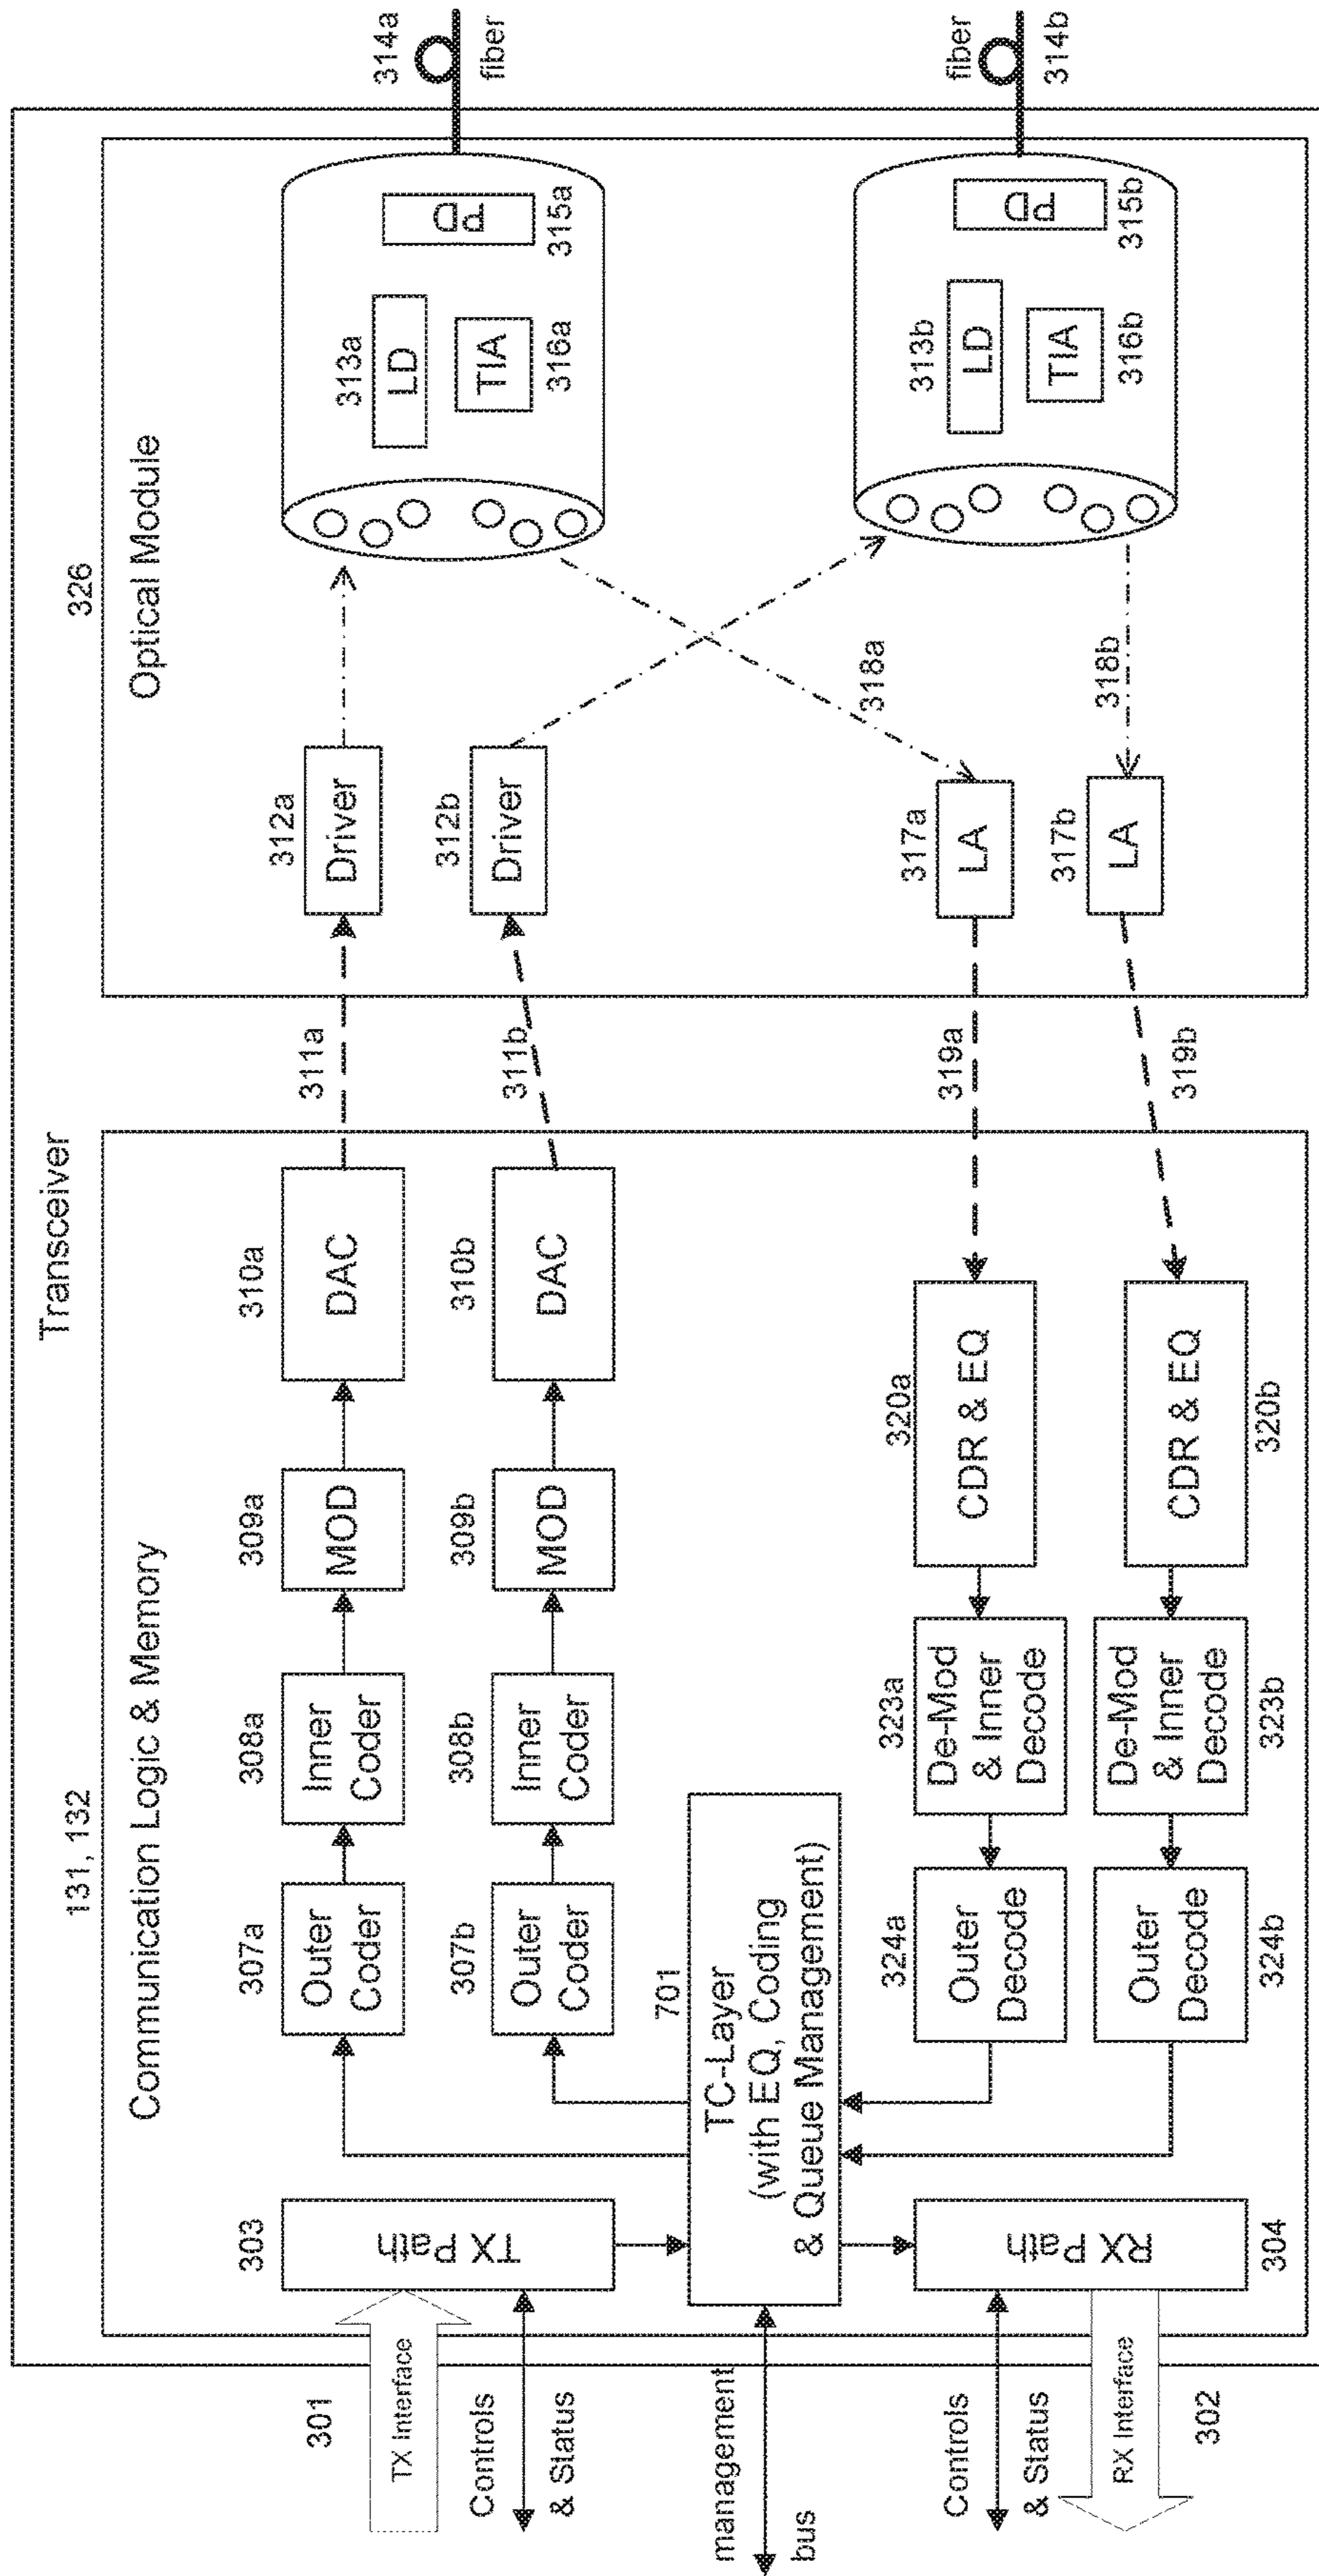 Transceiver
131, 132
Communication Logic & Memory
326
Optical Module
301
TX Interface
Controls
& Status
management
bus
Controls
& Status
RX Interface
302
303
TX Path
304
RX Path
701
TC-Layer
(with EQ, Coding
& Queue Management)
307a
Outer
Coder
308a
Inner
Coder
309a
MOD
310a
DAC
311a
312a
Driver
307b
Outer
Coder
308b
Inner
Coder
309b
MOD
310b
DAC
311b
312b
Driver
313a
LD
TIA
316a
PD
315a
314a
fiber
324a
Outer
Decode
323a
De-Mod
& Inner
Decode
320a
CDR & EQ
319a
317a
LA
318a
324b
Outer
Decode
323b
De-Mod
& Inner
Decode
320b
CDR & EQ
319b
317b
LA
318b
313b
LD
TIA
316b
PD
315b
fiber
314b